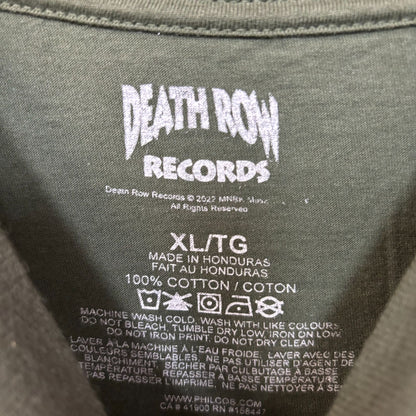 DEATH ROW
RECORDS
Death Row Records © 2022 MNRK Music
All Rights Reserved
XL/TG
MADE IN HONDURAS
FAIT AU HONDURAS
100% COTTON / COTON
MACHINE WASH COLD. WASH WITH LIKE COLOURS.
DO NOT BLEACH. TUMBLE DRY LOW. IRON ON LOW.
DO NOT IRON PRINT. DO NOT DRY CLEAN
LAVER À LA MACHINE À L'EAU FROIDE. LAVER AVEC DES
COULEURS SEMBLABLES. NE PAS UTILISER D'AGENT DE
BLANCHIMENT. SÉCHER PAR CULBUTAGE À BASSE
TEMPÉRATURE. REPASSER À BASSE TEMPÉRATURE.
NE PAS REPASSER IMPRIMÉ. NE PAS NETTOYER À SEC
WWW.PHILCOS.COM
CA# 41900 RN #15844